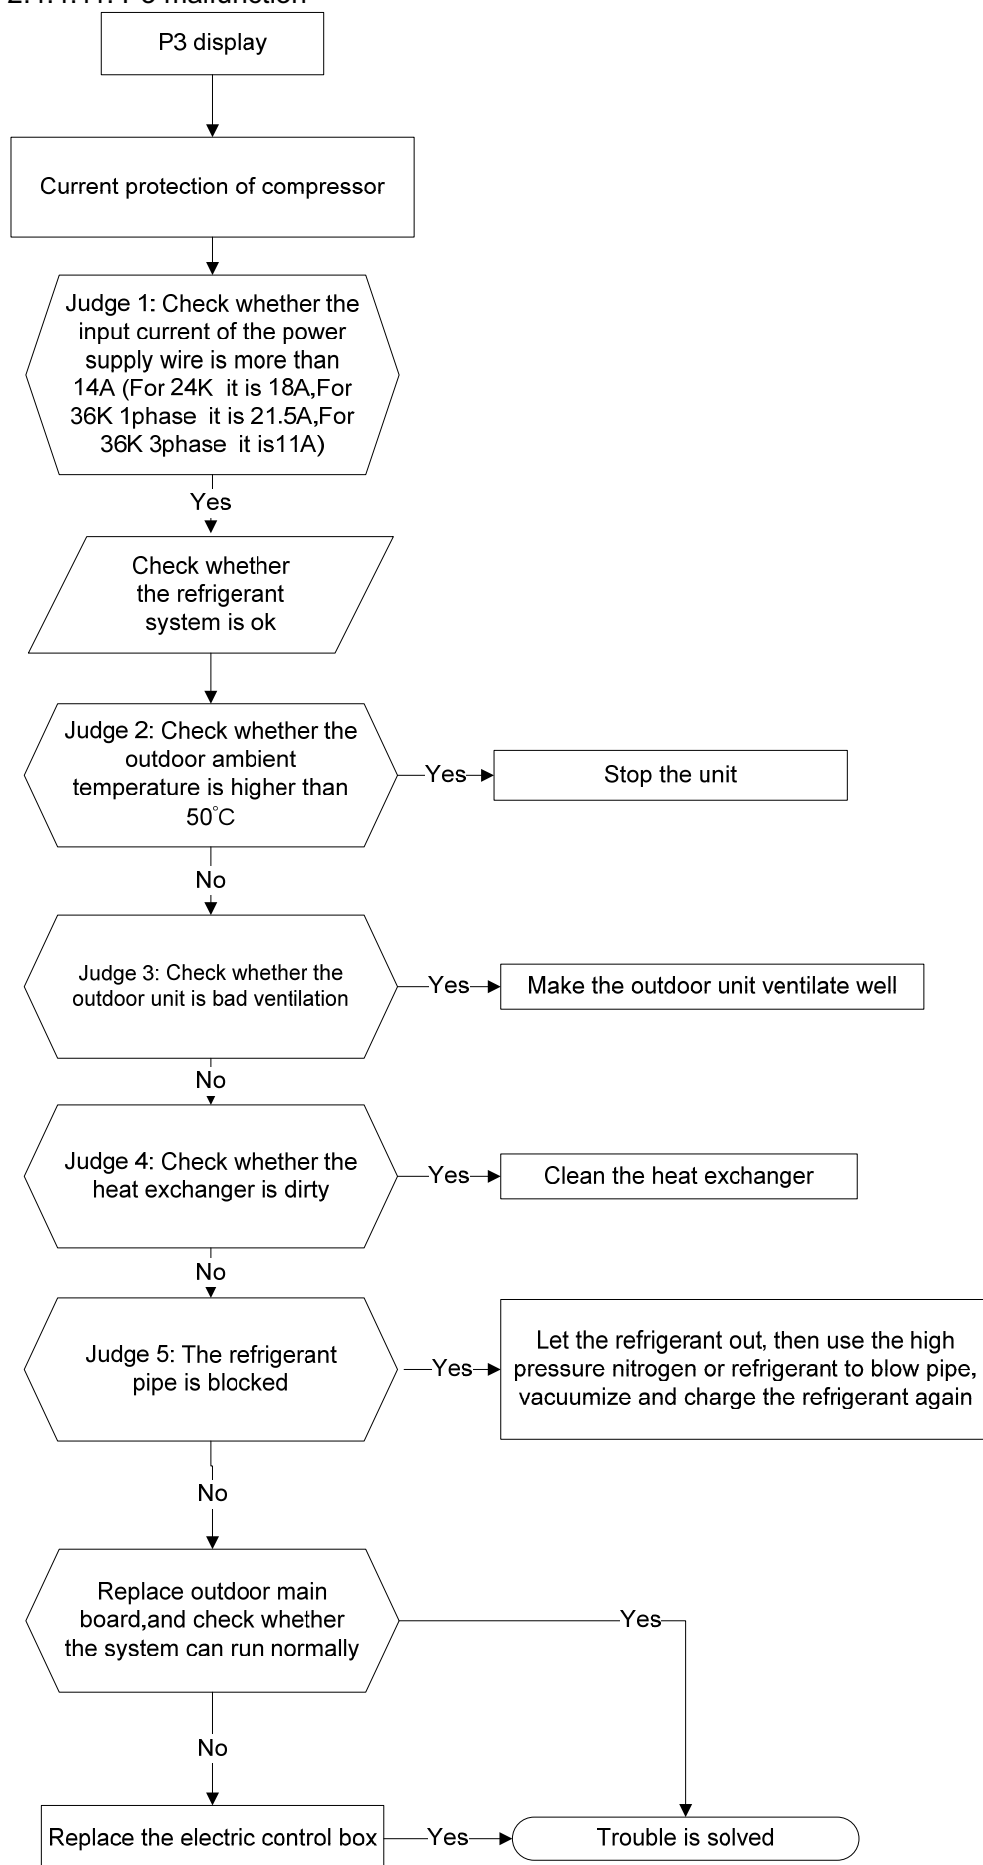 P3 display
Current protection of compressor
Judge 1: Check whether the
input current of the power
supply wire is more than
14A (For 24K it is 18A,For
36K 1phase it is 21.5A,For
36K 3phase it is11A)
Yes
Check whether
the refrigerant
system is ok
Judge 2: Check whether the
outdoor ambient
temperature is higher than
50°C
Yes
Stop the unit
No
Judge 3: Check whether the
outdoor unit is bad ventilation
Yes
Make the outdoor unit ventilate well
No
Judge 4: Check whether the
heat exchanger is dirty
Yes
Clean the heat exchanger
No
Judge 5: The refrigerant
pipe is blocked
Yes
Let the refrigerant out, then use the high
pressure nitrogen or refrigerant to blow pipe,
vacuumize and charge the refrigerant again
No
Replace outdoor main
board,and check whether
the system can run normally
Yes
No
Replace the electric control box
Yes
Trouble is solved